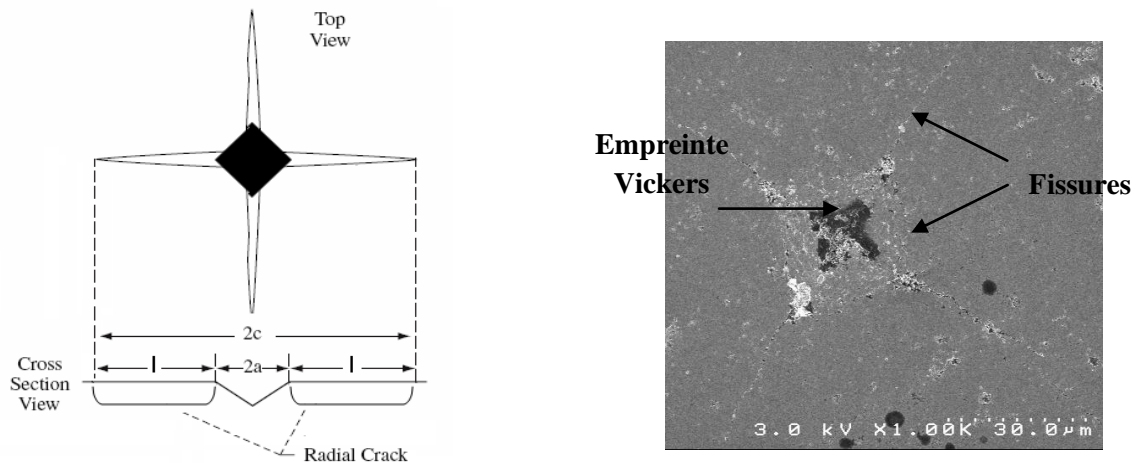 Top
View
2c
l
2a
l
Cross
Section
View
Radial Crack
Empreinte
Vickers
Fissures
3.0 kV X1.00K 30.0µm